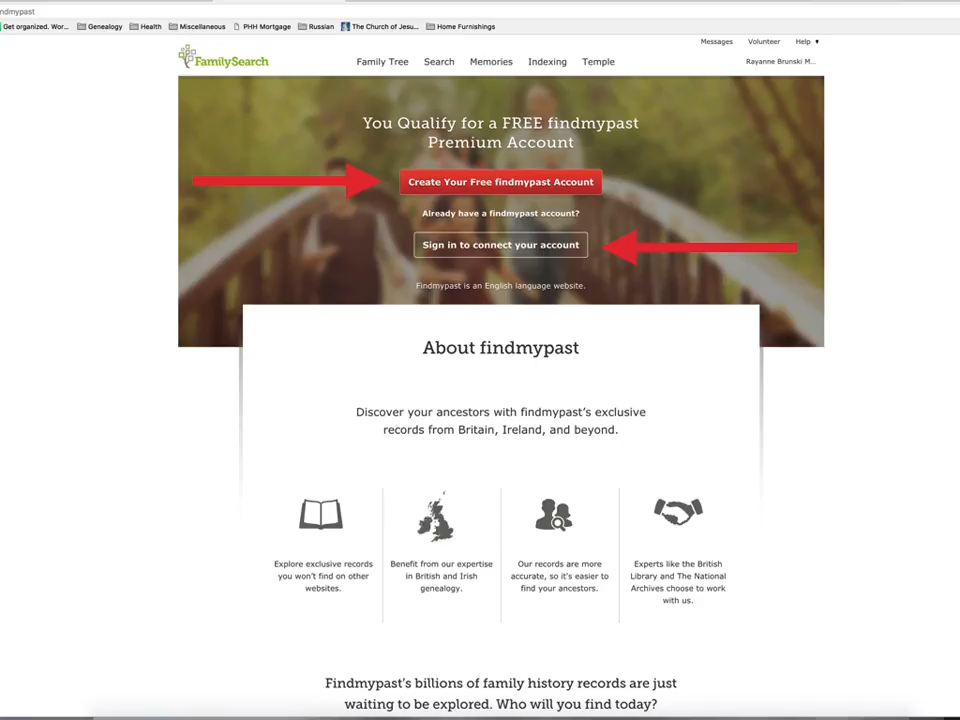 ndmypast
Get organized. Wor... Genealogy Health Miscellaneous PHH Mortgage Russian The Church of Jesu... Home Furnishings
Messages Volunteer Help ▼
FamilySearch Family Tree Search Memories Indexing Temple Rayanne Brunski M...
You Qualify for a FREE findmypast
Premium Account
Create Your Free findmypast Account
Already have a findmypast account?
Sign in to connect your account
Findmypast is an English language website.
About findmypast
Discover your ancestors with findmypast's exclusive
records from Britain, Ireland, and beyond.
Explore exclusive records
you won't find on other
websites.
Benefit from our expertise
in British and Irish
genealogy.
Our records are more
accurate, so it's easier to
find your ancestors.
Experts like the British
Library and The National
Archives choose to work
with us.
Findmypast's billions of family history records are just
waiting to be explored. Who will you find today?